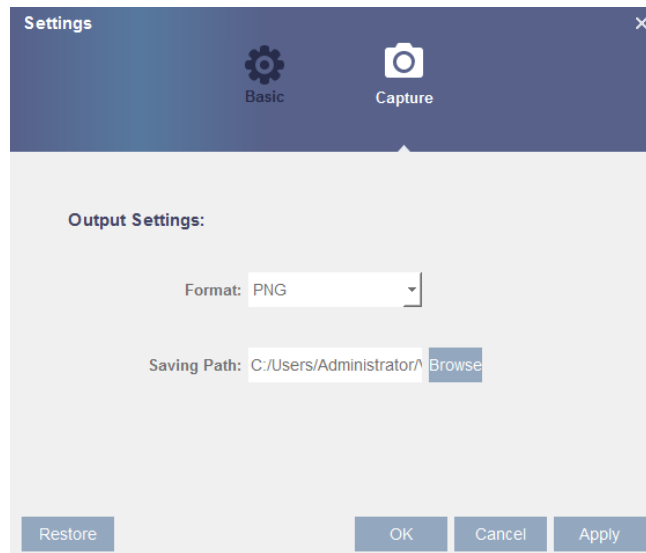 Settings
Basic
Capture
Output Settings:
Format: PNG
Saving Path: C:/Users/Administrator/ Browse
Restore OK Cancel Apply